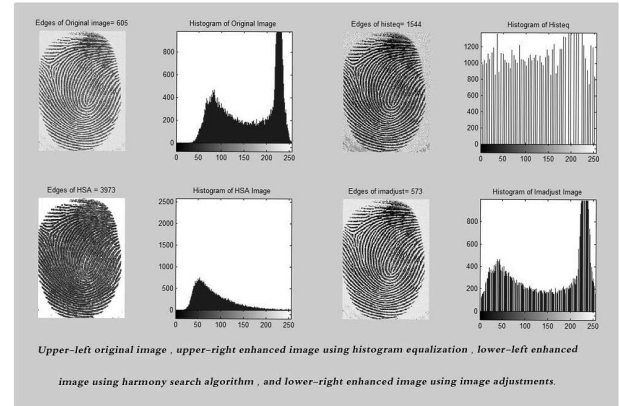 Edges of Original image= 605
Histogram of Original Image
Edges of histeq= 1544
Histogram of Histeq
800
600
400
200
0
0 50 100 150 200 250
1200
1000
800
600
400
200
0
0 50 100 150 200 250
Edges of HSA = 3973
Histogram of HSA Image
Edges of imadjust= 573
Histogram of Imadjust Image
2500
2000
1500
1000
500
0
0 50 100 150 200 250
800
600
400
200
0
0 50 100 150 200 250
Upper-left original image , upper-right enhanced image using histogram equalization , lower-left enhanced
image using harmony search algorithm , and lower-right enhanced image using image adjustments.